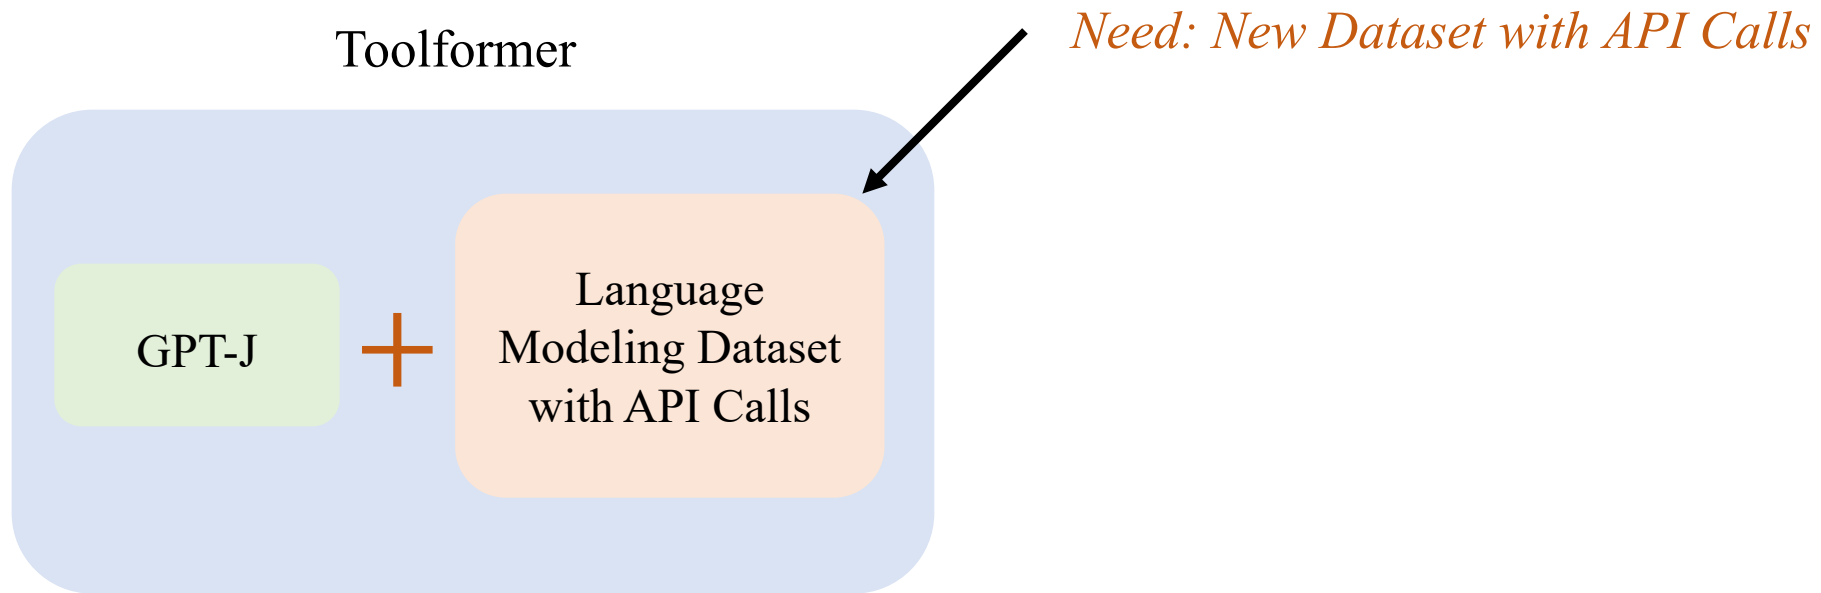 Toolformer
Need: New Dataset with API Calls
GPT-J
+
Language
Modeling Dataset
with API Calls